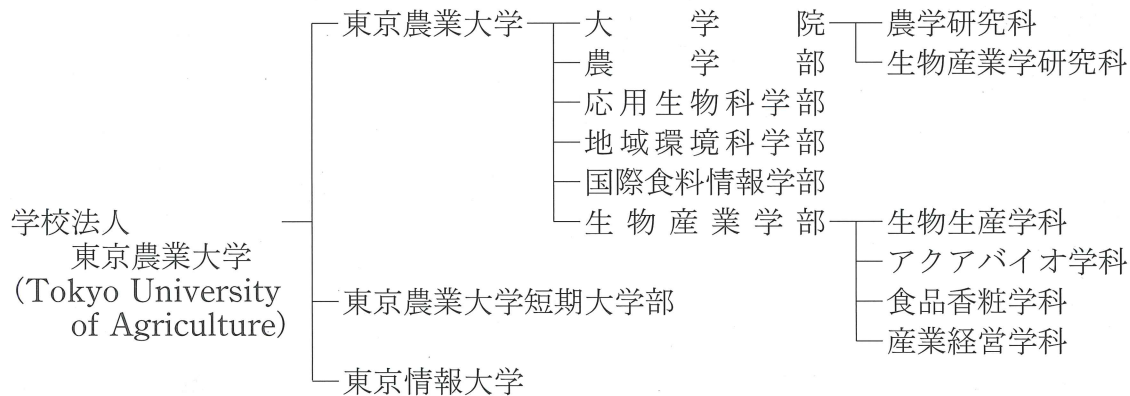 東京農業大学 大学院 農学研究科
農学部 生物産業学研究科
応用生物科学部
地域環境科学部
国際食料情報学部
生物産業学部 生物生産学科
学校法人
東京農業大学
(Tokyo University
of Agriculture)
アクアバイオ学科
東京農業大学短期大学部 食品香粧学科
産業経営学科
東京情報大学